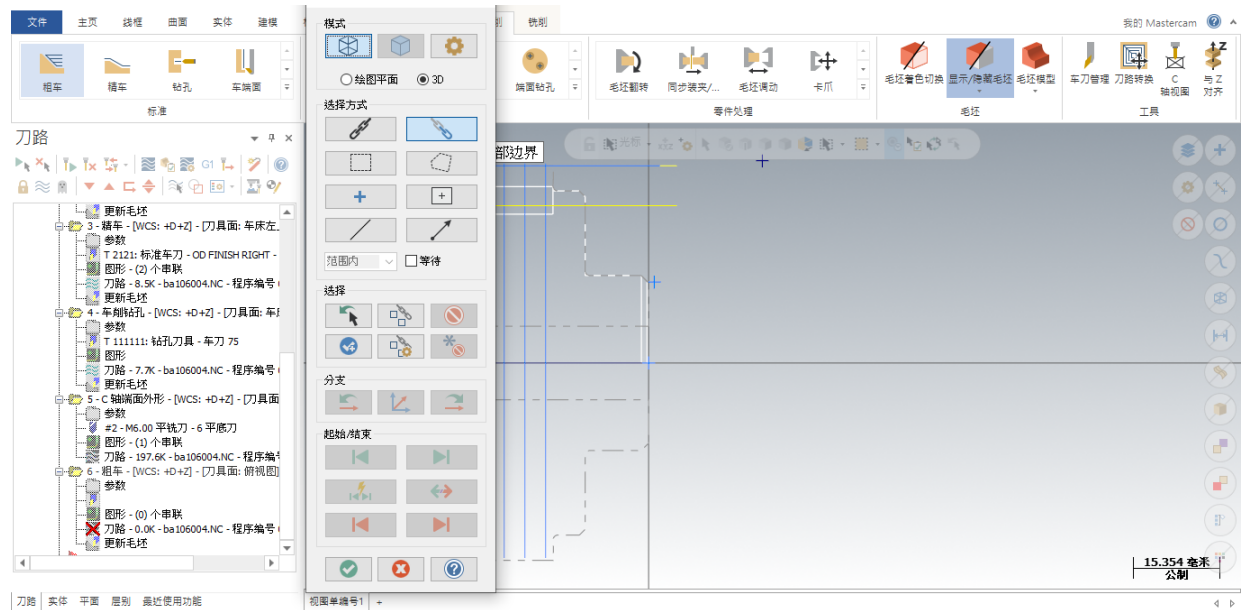 文件 主页 线框 曲面 实体 建模 削 铣削 我的 Mastercam
粗车 精车 钻孔 车端面 端面钻孔 毛坯翻转 同步装夹/... 毛坯调动 卡爪 毛坯着色切换 显示/隐藏毛坯 毛坯模型 车刀管理 刀路转换 C 轴视图 与 Z 对齐
标准 零件处理 毛坯 工具
模式
绘图平面 3D
选择方式
范围内 等待
选择
分支
起始/结束
刀路
G1
更新毛坯
3 - 精车 - [WCS: +D+Z] - [刀具面: 车床左_
参数
T 2121: 标准车刀 - OD FINISH RIGHT -
图形 - (2) 个串联
刀路 - 8.5K - ba106004.NC - 程序编号
更新毛坯
4 - 车削钻孔 - [WCS: +D+Z] - [刀具面: 车
参数
T 111111: 钻孔刀具 - 车刀 75
图形
刀路 - 7.7K - ba106004.NC - 程序编号
更新毛坯
5 - C 轴端面外形 - [WCS: +D+Z] - [刀具面
参数
#2 - M6.00 平铣刀 - 6 平底刀
图形 - (1) 个串联
刀路 - 197.6K - ba106004.NC - 程序编
6 - 粗车 - [WCS: +D+Z] - [刀具面: 俯视图]
参数
图形 - (0) 个串联
刀路 - 0.0K - ba106004.NC - 程序编号
更新毛坯
刀路 实体 平面 层别 最近使用功能
部边界
光标
15.354 毫米
公制
视图单编号1 +